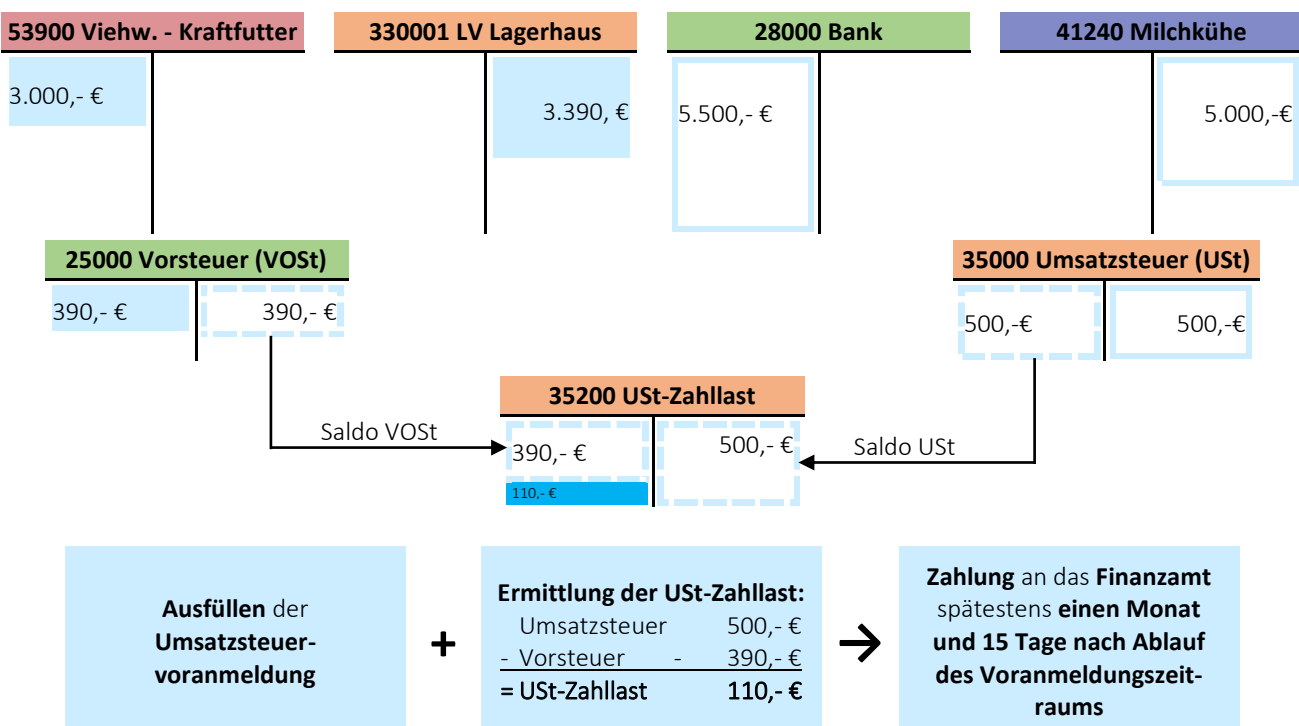 53900 Viehw. - Kraftfutter
330001 LV Lagerhaus
28000 Bank
41240 Milchkühe
3.000,- €
3.390, €
5.500,- €
5.000,-€
25000 Vorsteuer (VOSt)
35000 Umsatzsteuer (USt)
390,- €
390,- €
500,-€
500,-€
35200 USt-Zahllast
Saldo VOSt
390,- €
500,- €
Saldo USt
110,- €
Ausfüllen der
Umsatzsteuer-
voranmeldung
+
Ermittlung der USt-Zahllast:
Umsatzsteuer 500,- €
- Vorsteuer - 390,- €
= USt-Zahllast 110,- €
Zahlung an das Finanzamt
spätestens einen Monat
und 15 Tage nach Ablauf
des Voranmeldungszeit-
raums